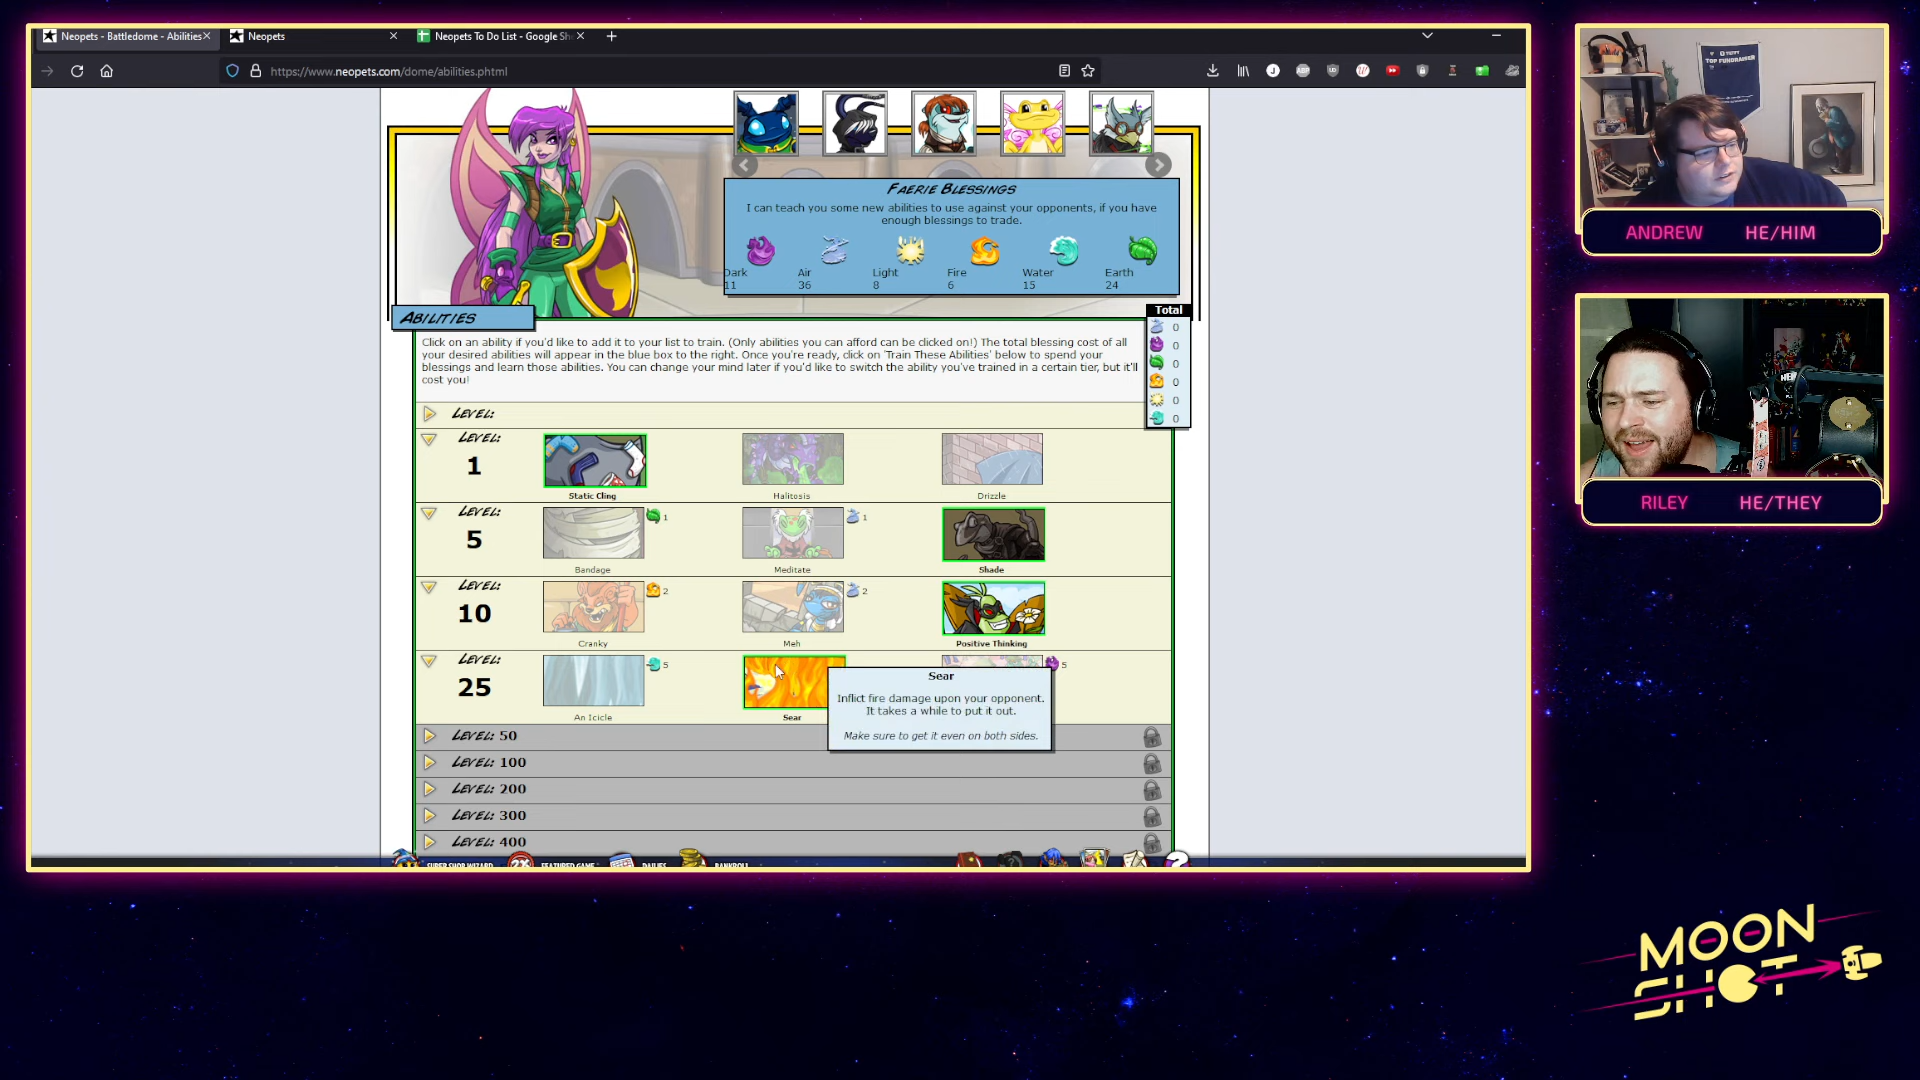 Neopets - Battledome - Abilities
Neopets
Neopets To Do List - Google Sh
https://www.neopets.com/dome/abilities.phtml
TOP FUNDRAISER
ANDREW HE/HIM
RILEY HE/THEY
FAERIE BLESSINGS
I can teach you some new abilities to use against your opponents, if you have
enough blessings to trade.
Dark Air Light Fire Water Earth
11 36 8 6 15 24
ABILITIES
Total
0
0
0
0
0
0
Click on an ability if you'd like to add it to your list to train. (Only abilities you can afford can be clicked on!) The total blessing cost of all
your desired abilities will appear in the blue box to the right. Once you're ready, click on 'Train These Abilities' below to spend your
blessings and learn those abilities. You can change your mind later if you'd like to switch the ability you've trained in a certain tier, but it'll
cost you!
LEVEL:
LEVEL:
1
Static Cling Halitosis Drizzle
LEVEL:
5
1 1
Bandage Meditate Shade
LEVEL:
10
2 2
Cranky Meh Positive Thinking
LEVEL:
25
5 5
An Icicle Sear
Sear
Inflict fire damage upon your opponent.
It takes a while to put it out.
Make sure to get it even on both sides.
LEVEL: 50
LEVEL: 100
LEVEL: 200
LEVEL: 300
LEVEL: 400
SUPER SHOP WIZARD FEATURED GAME DAILIES BANKROLL
MOON
SHOT